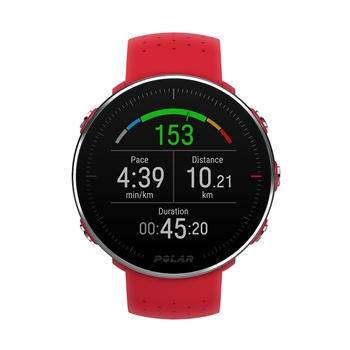 153
Pace Distance
4:39 10.21
min/km km
Duration
00:45:20
POLAR